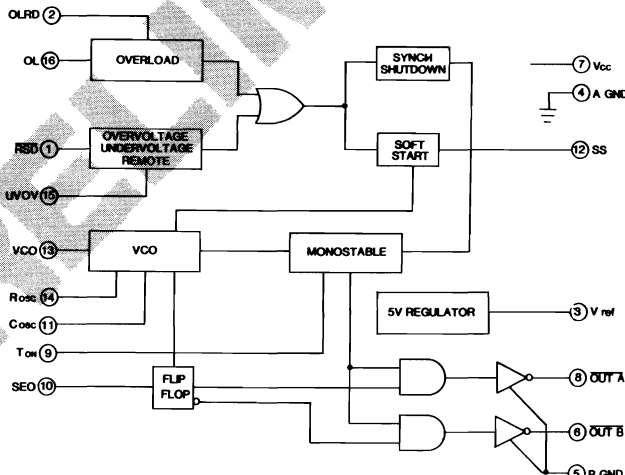 OLRD 2
OL 16
OVERLOAD
SYNCH
SHUTDOWN
7 Vcc
4 A GND
RSD 1
OVERVOLTAGE
UNDERVOLTAGE
REMOTE
SOFT
START
12 SS
UVOV 15
VCO 13
VCO
MONOSTABLE
Rosc 14
Cosc 11
TON 9
5V REGULATOR
3 V ref
SEO 10
FLIP
FLOP
8 OUT A
6 OUT B
5 P GND